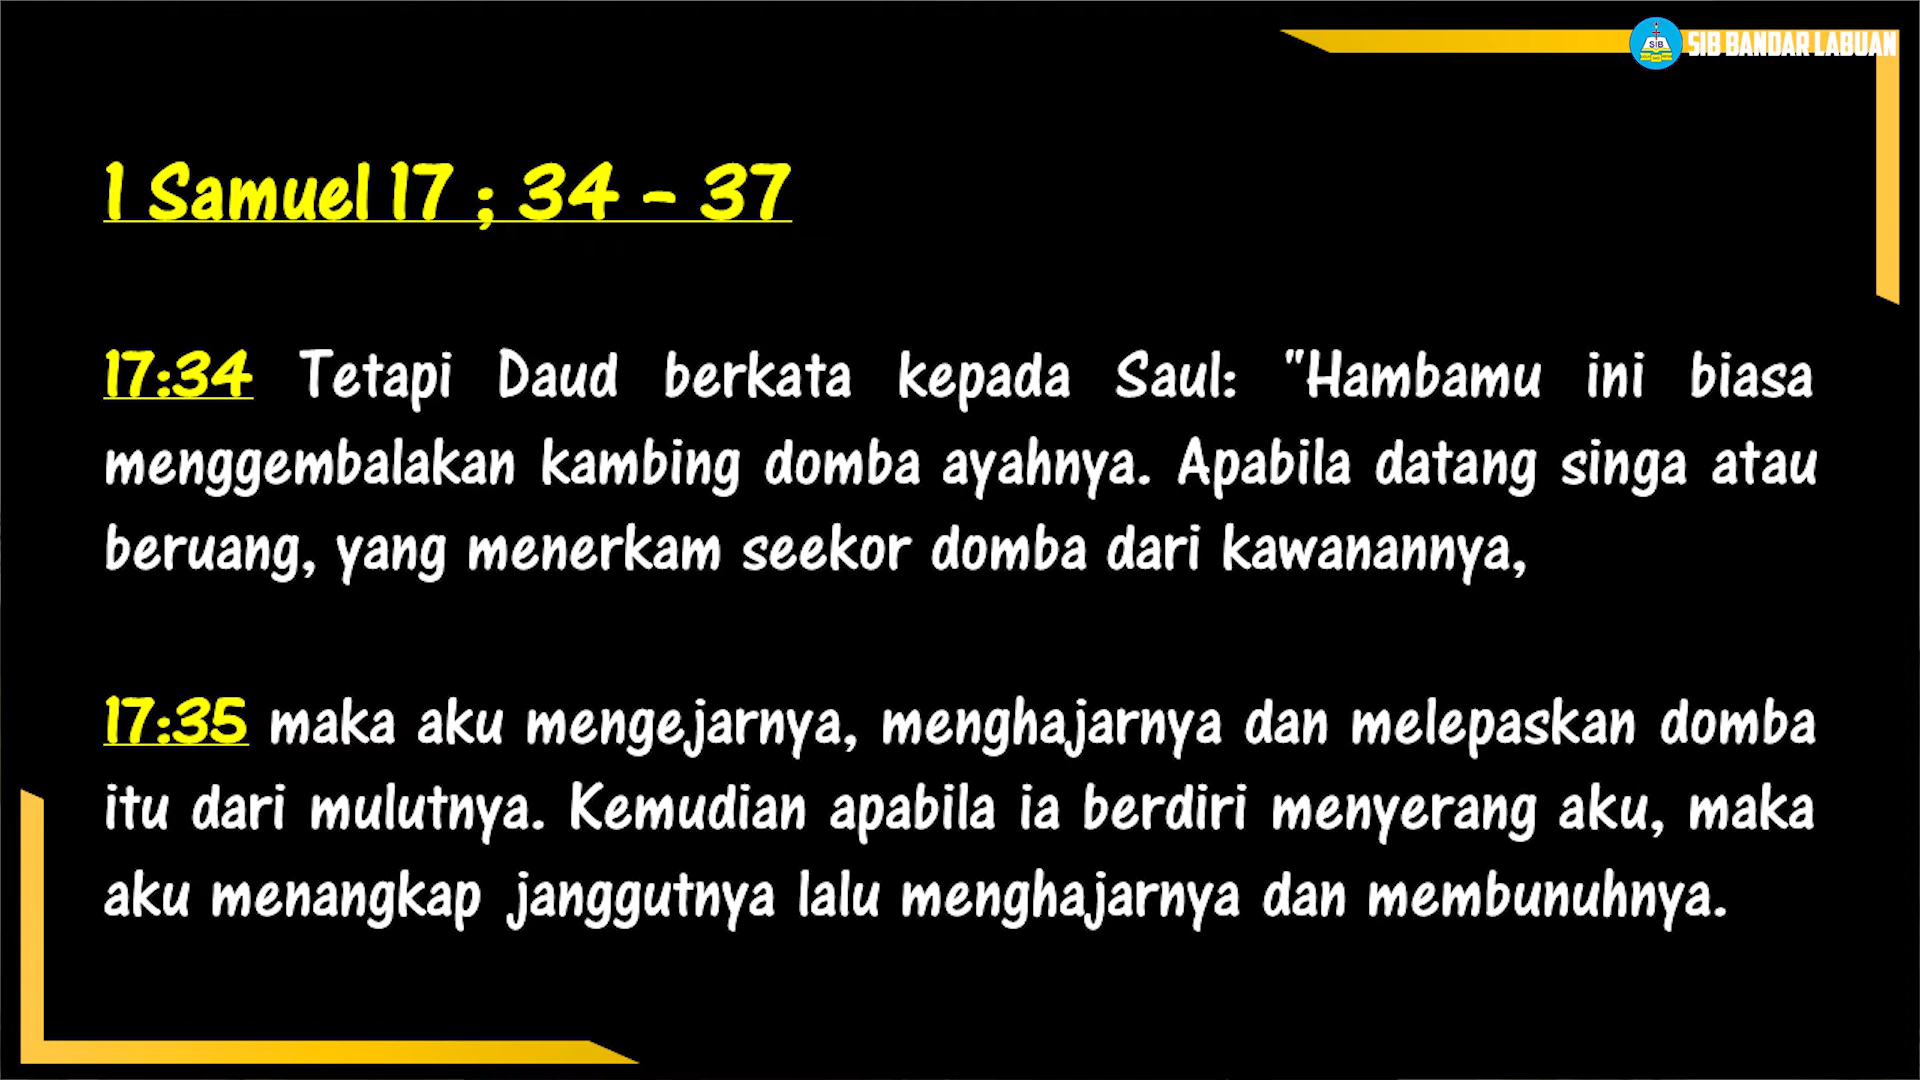 SIB BANDAR LABUAN
SIB
1 Samuel 17 ; 34 - 37
17:34 Tetapi Daud berkata kepada Saul: "Hambamu ini biasa
menggembalakan kambing domba ayahnya. Apabila datang singa atau
beruang, yang menerkam seekor domba dari kawanannya,
17:35 maka aku mengejarnya, menghajarnya dan melepaskan domba
itu dari mulutnya. Kemudian apabila ia berdiri menyerang aku, maka
aku menangkap janggutnya lalu menghajarnya dan membunuhnya.